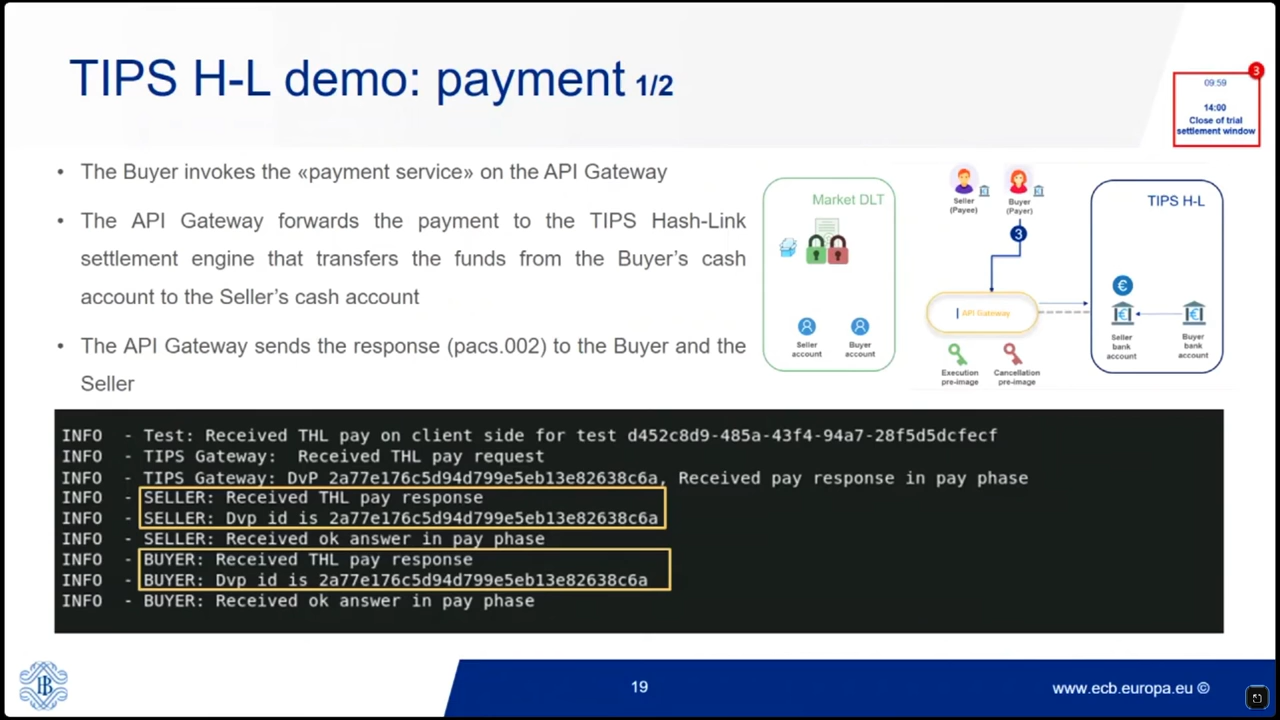 TIPS H-L demo: payment 1/2
3
09:59
14:00
Close of trial
settlement window
• The Buyer invokes the «payment service» on the API Gateway
• The API Gateway forwards the payment to the TIPS Hash-Link
settlement engine that transfers the funds from the Buyer's cash
account to the Seller's cash account
• The API Gateway sends the response (pacs.002) to the Buyer and the
Seller
Market DLT
Seller
account
Buyer
account
Seller
(Payee)
Buyer
(Payer)
3
API Gateway
Execution
pre-image
Cancellation
pre-image
TIPS H-L
€
€
€
Seller
bank
account
Buyer
bank
account
INFO - Test: Received THL pay on client side for test d452c8d9-485a-43f4-94a7-28f5d5dcfecf
INFO - TIPS Gateway: Received THL pay request
INFO - TIPS Gateway: DvP 2a77e176c5d94d799e5eb13e82638c6a, Received pay response in pay phase
INFO - SELLER: Received THL pay response
INFO - SELLER: Dvp id is 2a77e176c5d94d799e5eb13e82638c6a
INFO - SELLER: Received ok answer in pay phase
INFO - BUYER: Received THL pay response
INFO - BUYER: Dvp id is 2a77e176c5d94d799e5eb13e82638c6a
INFO - BUYER: Received ok answer in pay phase
19
www.ecb.europa.eu ©